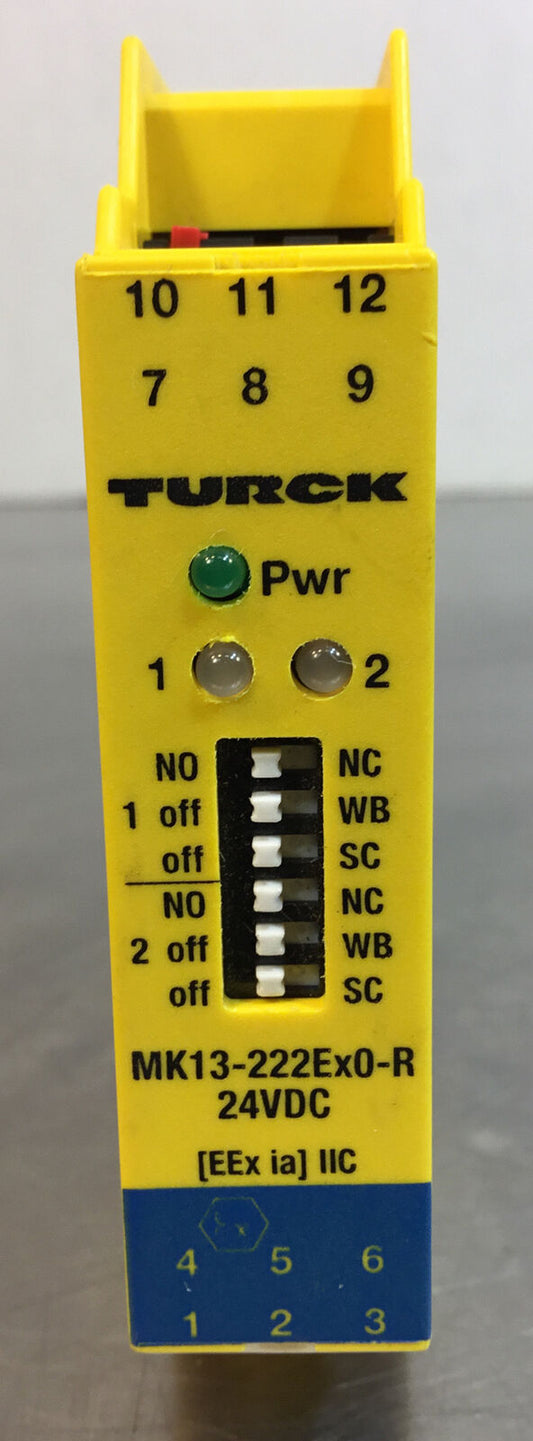 10 11 12
7 8 9
TURCK
Pwr
1 2
NO NC
1 off WB
off SC
NO NC
2 off WB
off SC
MK13-222Ex0-R
24VDC
[EEx ia] IIC
Ex
4 5 6
1 2 3